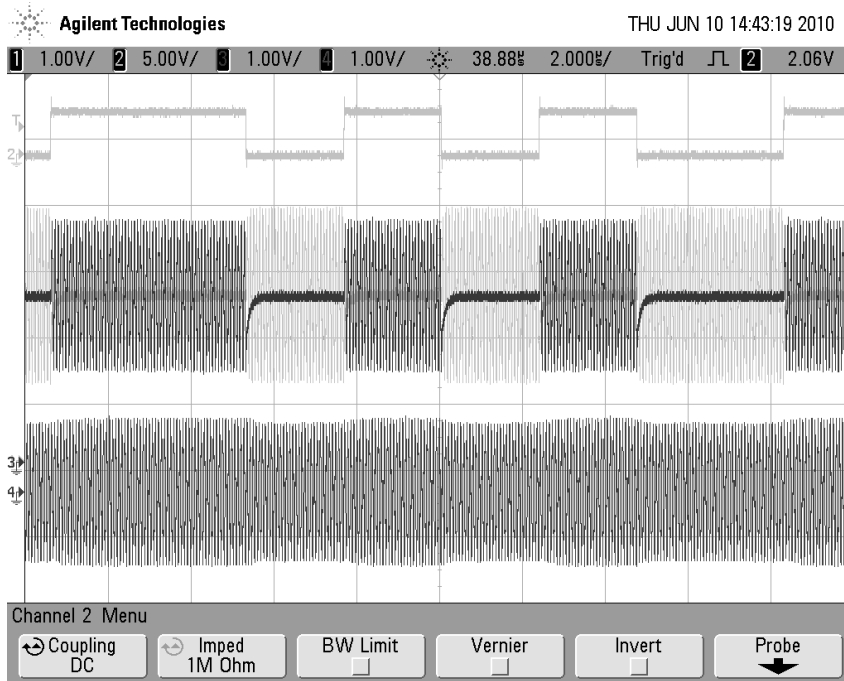 Agilent Technologies
THU JUN 10 14:43:19 2010
1 1.00V/ 2 5.00V/ 3 1.00V/ 4 1.00V/ 38.88µs 2.000µs/ Trig'd 2 2.06V
T
2
3
4
Channel 2 Menu
Coupling DC
Imped 1M Ohm
BW Limit
Vernier
Invert
Probe